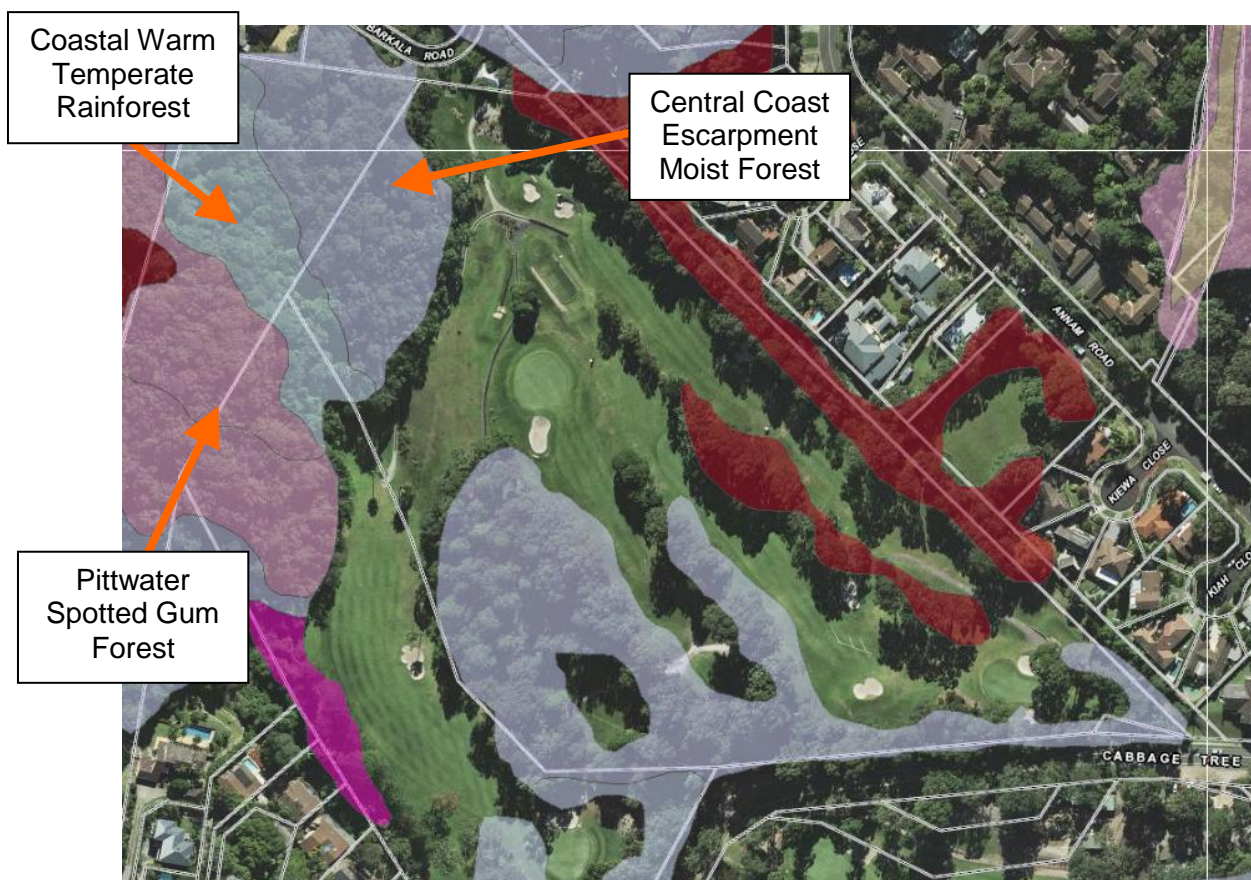 Coastal Warm
Temperate
Rainforest
BARKALA ROAD
Central Coast
Escarpment
Moist Forest
ANNAM ROAD
KIEWA CLOSE
Pittwater
Spotted Gum
Forest
CABBAGE TREE